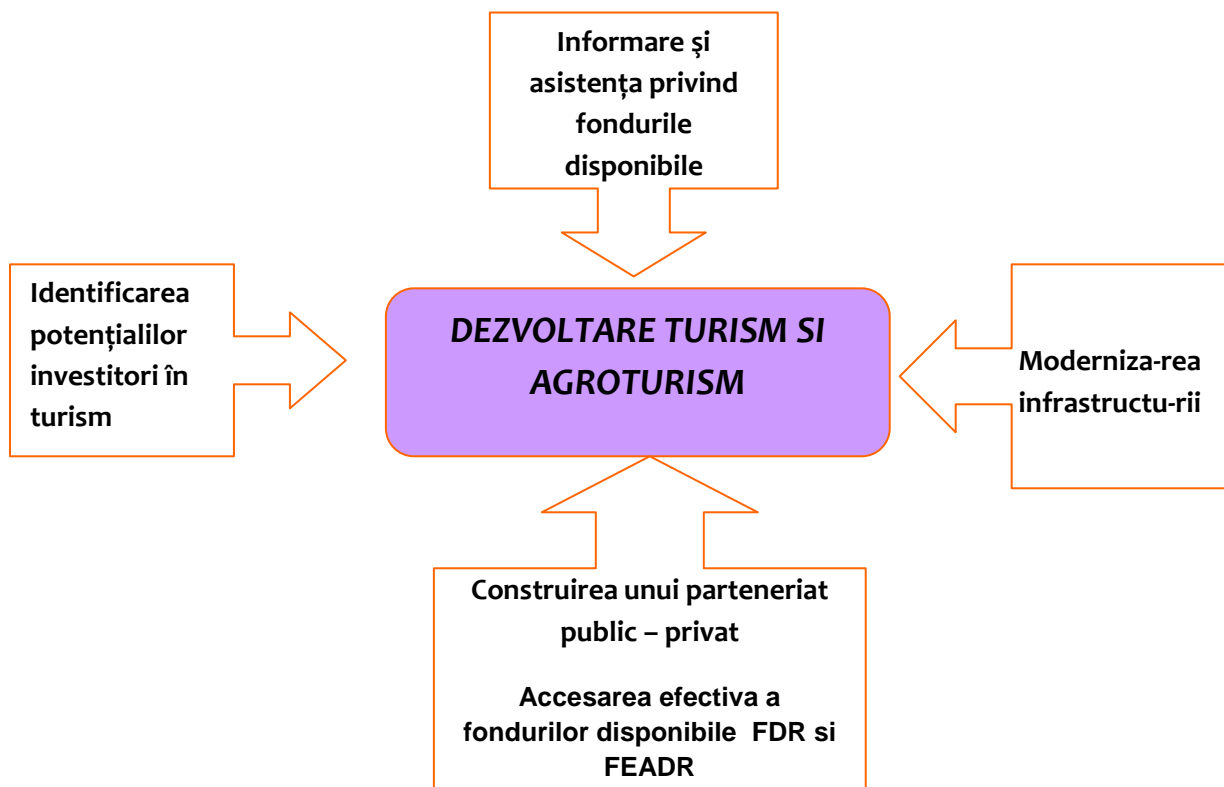 Informare şi
asistența privind
fondurile
disponibile
Identificarea
potențialilor
investitori în
turism
DEZVOLTARE TURISM SI
AGROTURISM
Moderniza-rea
infrastructu-rii
Construirea unui parteneriat
public – privat
Accesarea efectiva a
fondurilor disponibile FDR si
FEADR